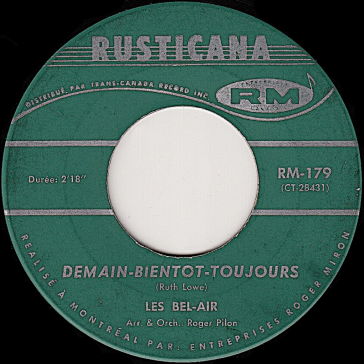 RUSTICANA
DISTRIBUÉ PAR TRANS-CANADA RECORD INC.
RM
Durée: 2'18"
RM-179
(CT-28431)
DEMAIN-BIENTOT-TOUJOURS
(Ruth Lowe)
LES BEL-AIR
Arr. & Orch. Roger Pilon
REALISÉ À MONTRÉAL PAR: ENTREPRISES ROGER MIRON